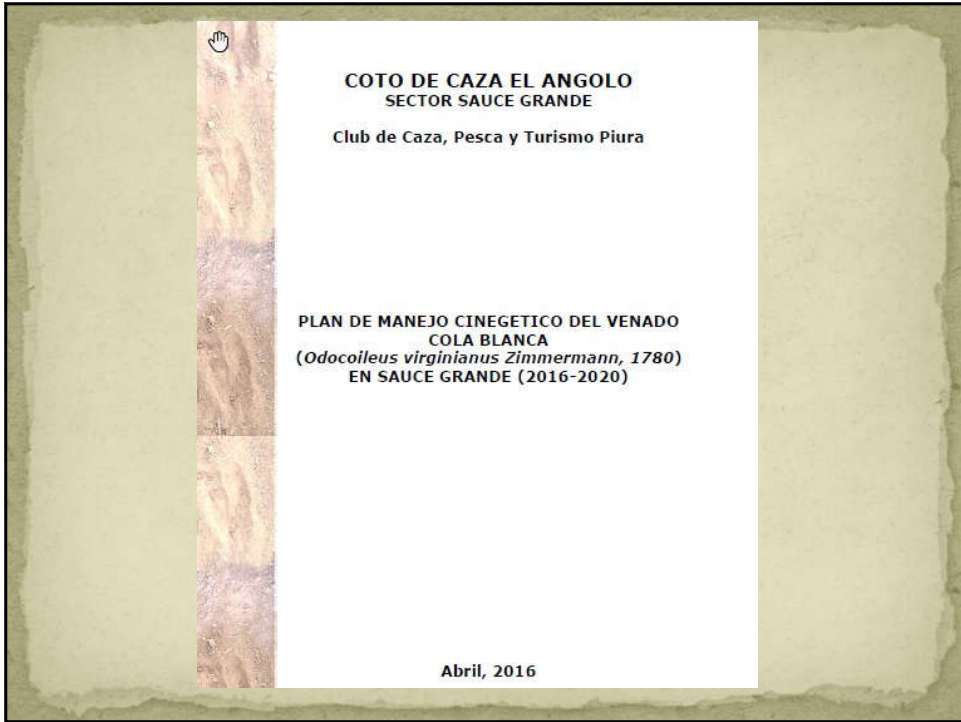 COTO DE CAZA EL ANGOLO
SECTOR SAUCE GRANDE
Club de Caza, Pesca y Turismo Piura
PLAN DE MANEJO CINEGETICO DEL VENADO
COLA BLANCA
(Odocoileus virginianus Zimmermann, 1780)
EN SAUCE GRANDE (2016-2020)
Abril, 2016